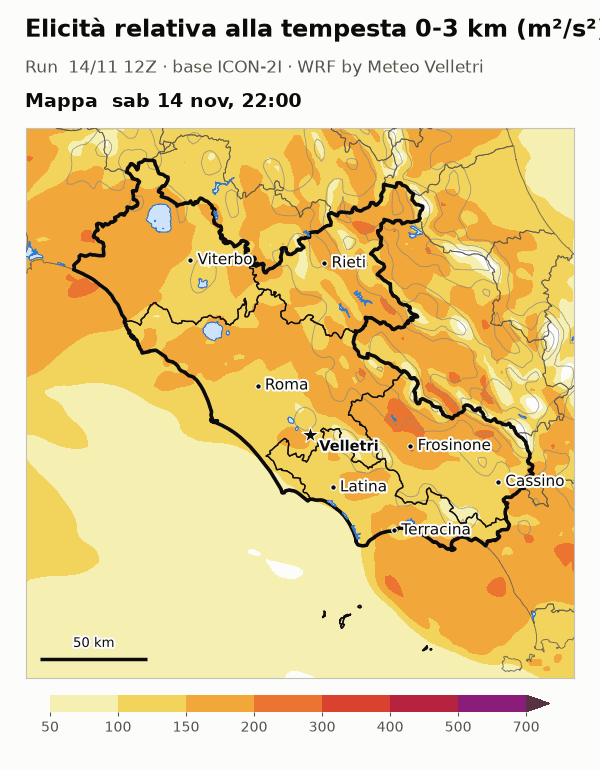 Elicità relativa alla tempesta 0-3 km (m²/s²)
Run  14/11 12Z · base ICON-2I · WRF by Meteo Velletri
Mappa  sab 14 nov, 22:00
Viterbo
Rieti
Roma
Velletri
Frosinone
Cassino
Latina
Terracina
50 km
50 100 150 200 300 400 500 700